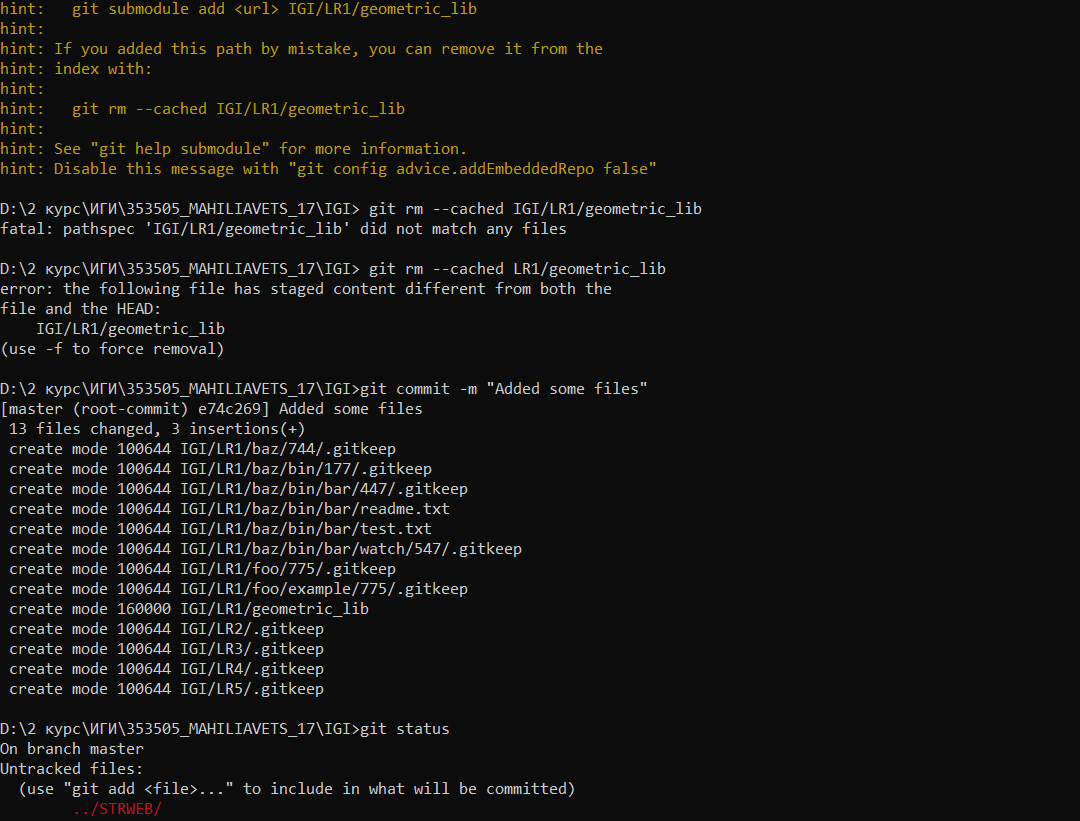 hint:   git submodule add <url> IGI/LR1/geometric_lib
hint:
hint: If you added this path by mistake, you can remove it from the
hint: index with:
hint:
hint:   git rm --cached IGI/LR1/geometric_lib
hint:
hint: See "git help submodule" for more information.
hint: Disable this message with "git config advice.addEmbeddedRepo false"

D:\2 курс\ИГИ\353505_MAHILIAVETS_17\IGI> git rm --cached IGI/LR1/geometric_lib
fatal: pathspec 'IGI/LR1/geometric_lib' did not match any files

D:\2 курс\ИГИ\353505_MAHILIAVETS_17\IGI> git rm --cached LR1/geometric_lib
error: the following file has staged content different from both the
file and the HEAD:
    IGI/LR1/geometric_lib
(use -f to force removal)

D:\2 курс\ИГИ\353505_MAHILIAVETS_17\IGI>git commit -m "Added some files"
[master (root-commit) e74c269] Added some files
 13 files changed, 3 insertions(+)
 create mode 100644 IGI/LR1/baz/744/.gitkeep
 create mode 100644 IGI/LR1/baz/bin/177/.gitkeep
 create mode 100644 IGI/LR1/baz/bin/bar/447/.gitkeep
 create mode 100644 IGI/LR1/baz/bin/bar/readme.txt
 create mode 100644 IGI/LR1/baz/bin/bar/test.txt
 create mode 100644 IGI/LR1/baz/bin/bar/watch/547/.gitkeep
 create mode 100644 IGI/LR1/foo/775/.gitkeep
 create mode 100644 IGI/LR1/foo/example/775/.gitkeep
 create mode 160000 IGI/LR1/geometric_lib
 create mode 100644 IGI/LR2/.gitkeep
 create mode 100644 IGI/LR3/.gitkeep
 create mode 100644 IGI/LR4/.gitkeep
 create mode 100644 IGI/LR5/.gitkeep

D:\2 курс\ИГИ\353505_MAHILIAVETS_17\IGI>git status
On branch master
Untracked files:
  (use "git add <file>..." to include in what will be committed)
        ../STRWEB/